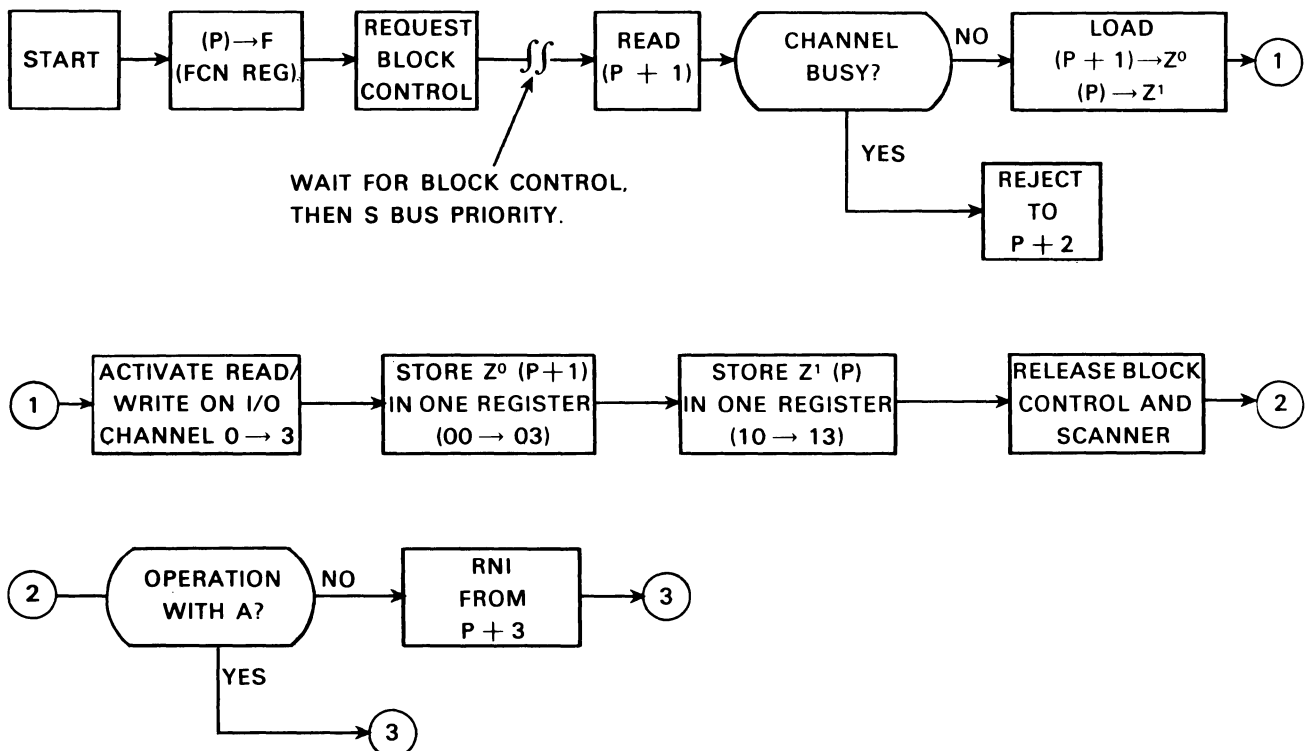 START
(P)→F
(FCN REG)
REQUEST
BLOCK
CONTROL
WAIT FOR BLOCK CONTROL,
THEN S BUS PRIORITY.
READ
(P + 1)
CHANNEL
BUSY?
NO
YES
LOAD
(P + 1)→Z⁰
(P)→Z¹
1
REJECT
TO
P + 2
1
ACTIVATE READ/
WRITE ON I/O
CHANNEL 0 → 3
STORE Z⁰ (P+1)
IN ONE REGISTER
(00 → 03)
STORE Z¹ (P)
IN ONE REGISTER
(10 → 13)
RELEASE BLOCK
CONTROL AND
SCANNER
2
2
OPERATION
WITH A?
NO
RNI
FROM
P + 3
3
YES
3